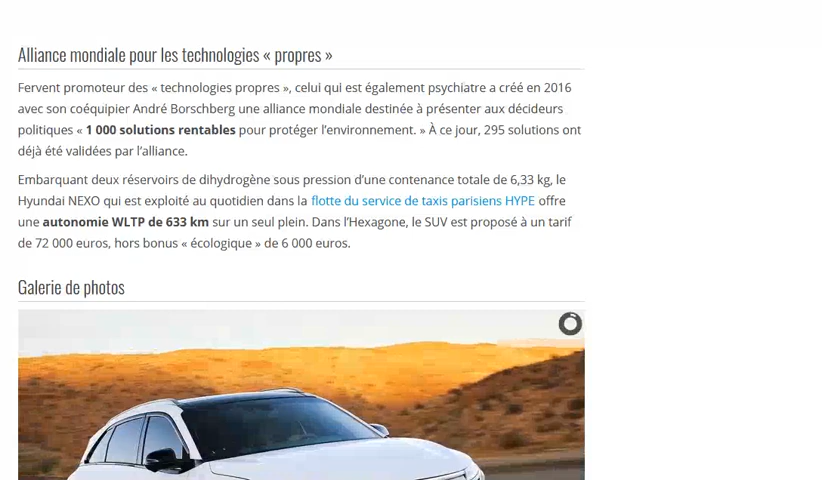 Alliance mondiale pour les technologies « propres »
Fervent promoteur des « technologies propres », celui qui est également psychiatre a créé en 2016
avec son coéquipier André Borschberg une alliance mondiale destinée à présenter aux décideurs
politiques « 1 000 solutions rentables pour protéger l’environnement. » À ce jour, 295 solutions ont
déjà été validées par l’alliance.
Embarquant deux réservoirs de dihydrogène sous pression d’une contenance totale de 6,33 kg, le
Hyundai NEXO qui est exploité au quotidien dans la flotte du service de taxis parisiens HYPE offre
une autonomie WLTP de 633 km sur un seul plein. Dans l’Hexagone, le SUV est proposé à un tarif
de 72 000 euros, hors bonus « écologique » de 6 000 euros.
Galerie de photos